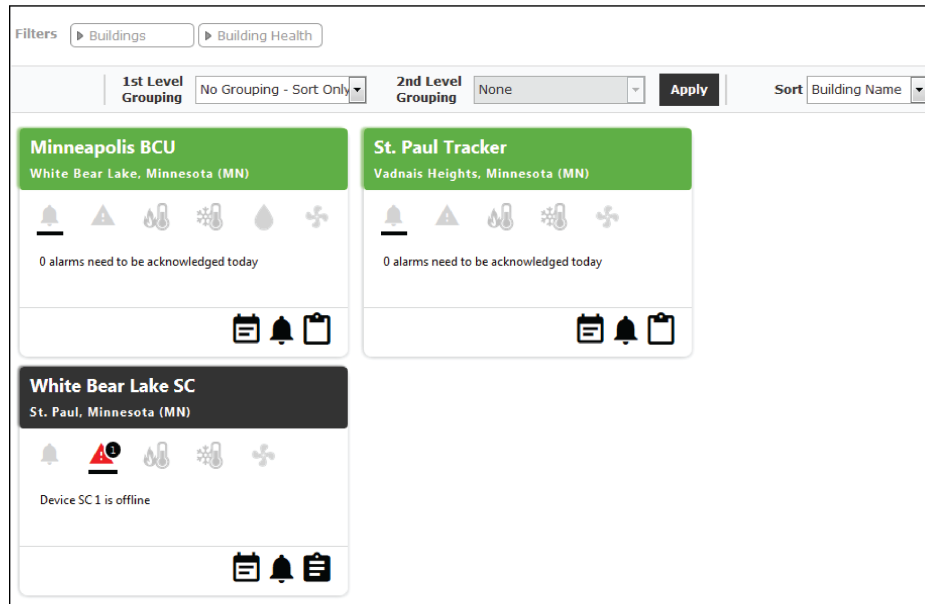 Filters Buildings Building Health
1st Level Grouping No Grouping - Sort Only 2nd Level Grouping None Apply Sort Building Name
Minneapolis BCU
White Bear Lake, Minnesota (MN)
0 alarms need to be acknowledged today
St. Paul Tracker
Vadnais Heights, Minnesota (MN)
0 alarms need to be acknowledged today
White Bear Lake SC
St. Paul, Minnesota (MN)
1
Device SC 1 is offline